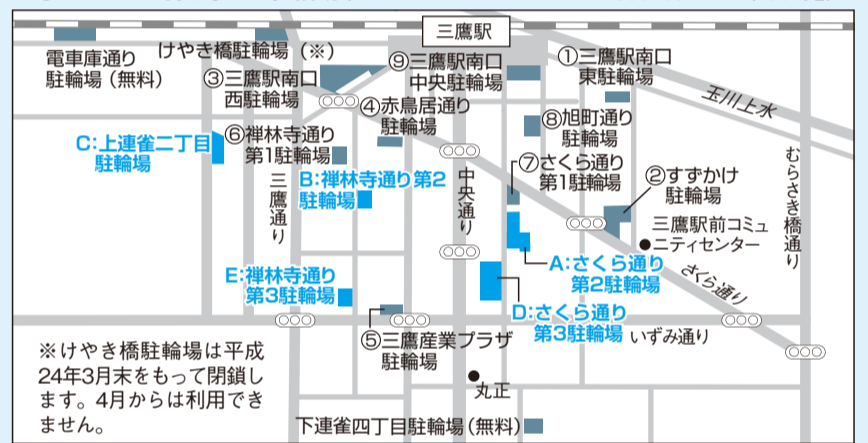 三鷹駅
電車庫通り
駐輪場(無料)
けやき橋駐輪場(※)
③三鷹駅南口
西駐輪場
⑨三鷹駅南口
中央駐輪場
①三鷹駅南口
東駐輪場
玉川上水
④赤鳥居通り
駐輪場
⑧旭町通り
駐輪場
C:上連雀二丁目
駐輪場
⑥禅林寺通り
第1駐輪場
⑦さくら通り
第1駐輪場
むらさき橋通り
三鷹通り
B:禅林寺通り第2
駐輪場
中央通り
②すずかけ
駐輪場
三鷹駅前コミュ
ニティセンター
さくら通り
A:さくら通り
第2駐輪場
E:禅林寺通り
第3駐輪場
D:さくら通り
第3駐輪場
いずみ通り
⑤三鷹産業プラザ
駐輪場
※けやき橋駐輪場は平成
24年3月末をもって閉鎖し
ます。4月からは利用でき
ません。
丸正
下連雀四丁目駐輪場(無料)